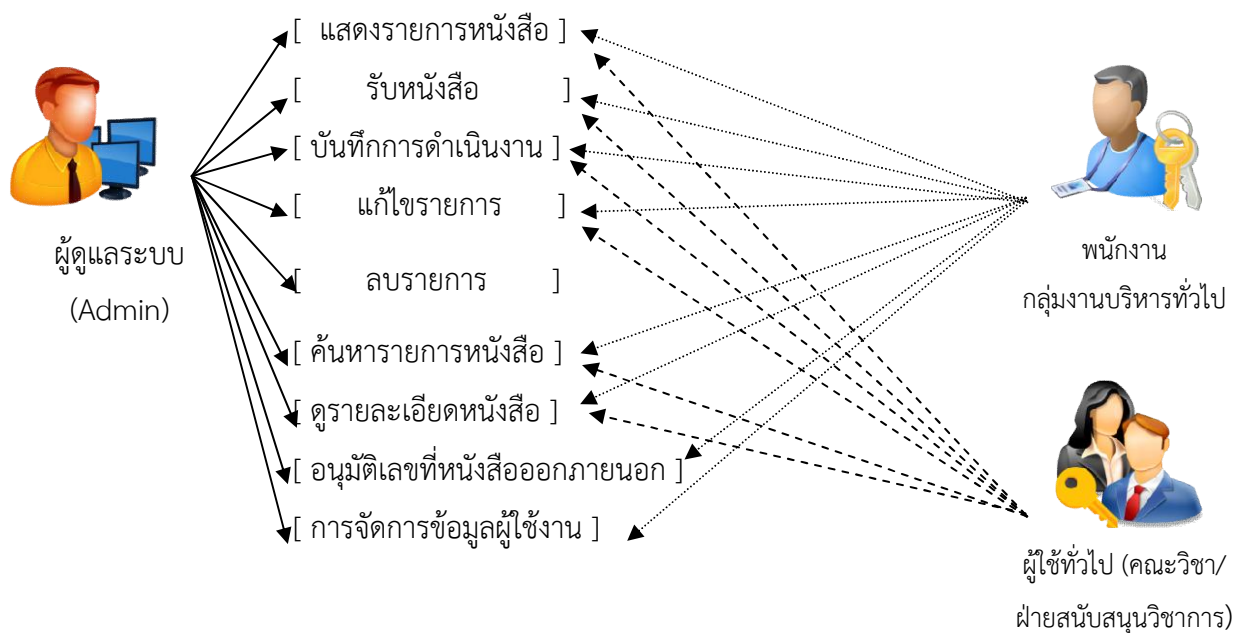 [ แสดงรายการหนังสือ ]
[ รับหนังสือ ]
[ บันทึกการดำเนินงาน ]
[ แก้ไขรายการ ]
[ ลบรายการ ]
[ ค้นหารายการหนังสือ ]
[ ดูรายละเอียดหนังสือ ]
[ อนุมัติเลขที่หนังสือออกภายนอก ]
[ การจัดการข้อมูลผู้ใช้งาน ]
ผู้ดูแลระบบ
(Admin)
พนักงาน
กลุ่มงานบริหารทั่วไป
ผู้ใช้ทั่วไป (คณะวิชา/
ฝ่ายสนับสนุนวิชาการ)